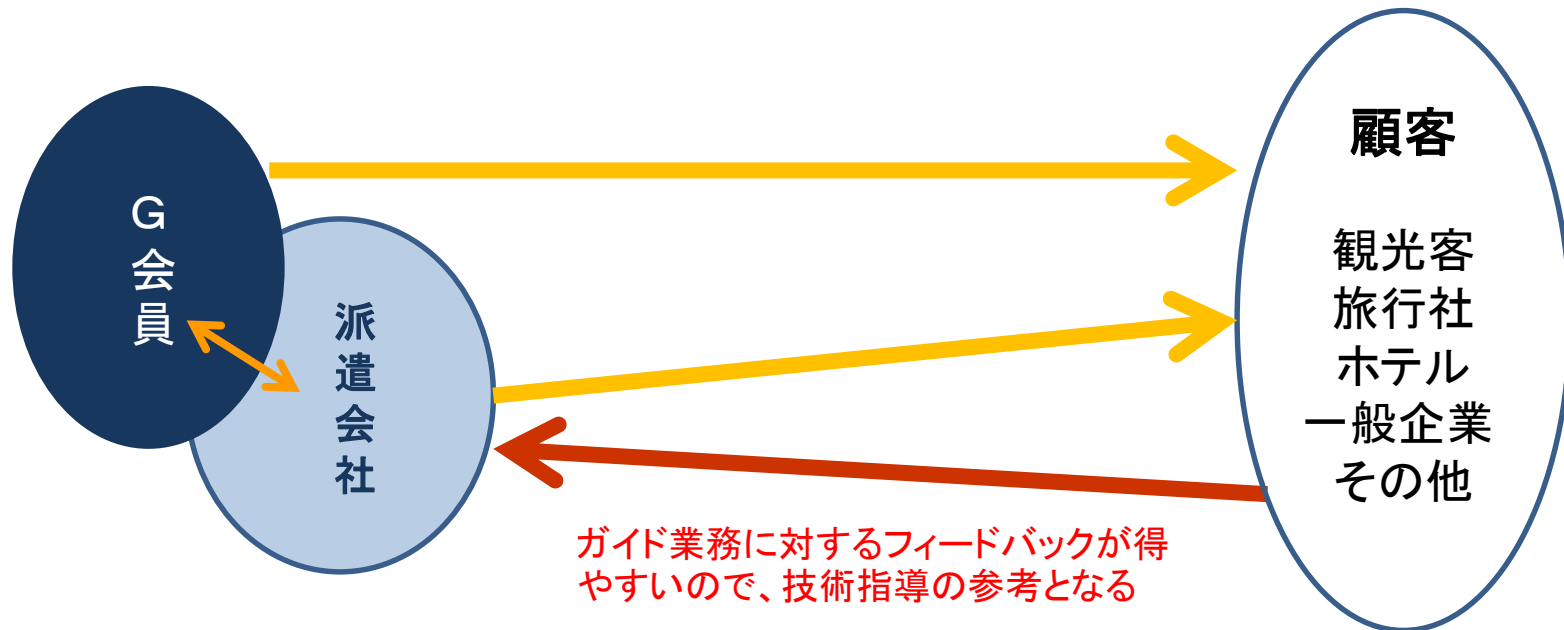 G会員
派遣会社
顧客
観光客
旅行社
ホテル
一般企業
その他
ガイド業務に対するフィードバックが得
やすいので、技術指導の参考となる